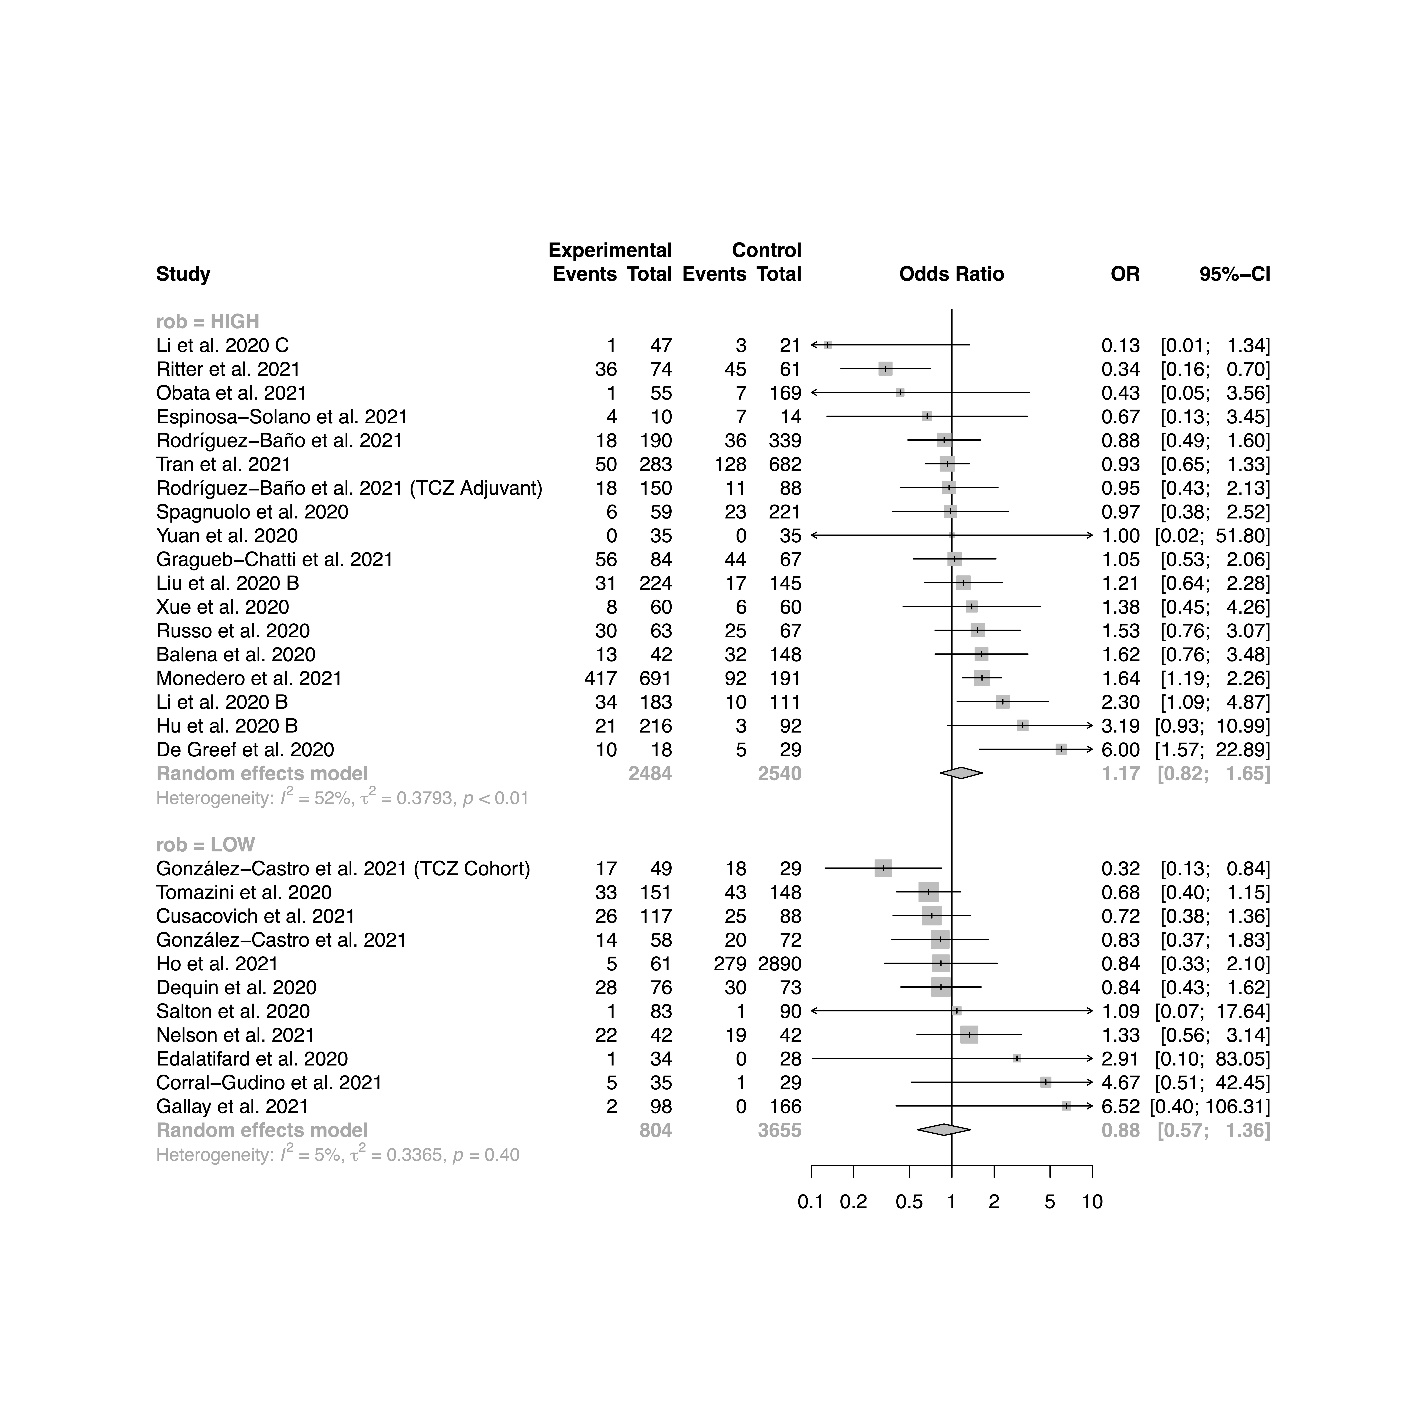 Experimental Control
Study Events Total Events Total Odds Ratio OR 95%−CI
rob = HIGH
Li et al. 2020 C 1 47 3 21 0.13 [0.01; 1.34]
Ritter et al. 2021 36 74 45 61 0.34 [0.16; 0.70]
Obata et al. 2021 1 55 7 169 0.43 [0.05; 3.56]
Espinosa−Solano et al. 2021 4 10 7 14 0.67 [0.13; 3.45]
Rodríguez−Baño et al. 2021 18 190 36 339 0.88 [0.49; 1.60]
Tran et al. 2021 50 283 128 682 0.93 [0.65; 1.33]
Rodríguez−Baño et al. 2021 (TCZ Adjuvant) 18 150 11 88 0.95 [0.43; 2.13]
Spagnuolo et al. 2020 6 59 23 221 0.97 [0.38; 2.52]
Yuan et al. 2020 0 35 0 35 1.00 [0.02; 51.80]
Gragueb−Chatti et al. 2021 56 84 44 67 1.05 [0.53; 2.06]
Liu et al. 2020 B 31 224 17 145 1.21 [0.64; 2.28]
Xue et al. 2020 8 60 6 60 1.38 [0.45; 4.26]
Russo et al. 2020 30 63 25 67 1.53 [0.76; 3.07]
Balena et al. 2020 13 42 32 148 1.62 [0.76; 3.48]
Monedero et al. 2021 417 691 92 191 1.64 [1.19; 2.26]
Li et al. 2020 B 34 183 10 111 2.30 [1.09; 4.87]
Hu et al. 2020 B 21 216 3 92 3.19 [0.93; 10.99]
De Greef et al. 2020 10 18 5 29 6.00 [1.57; 22.89]
Random effects model 2484 2540 1.17 [0.82; 1.65]
Heterogeneity: I² = 52%, τ² = 0.3793, p < 0.01
rob = LOW
González−Castro et al. 2021 (TCZ Cohort) 17 49 18 29 0.32 [0.13; 0.84]
Tomazini et al. 2020 33 151 43 148 0.68 [0.40; 1.15]
Cusacovich et al. 2021 26 117 25 88 0.72 [0.38; 1.36]
González−Castro et al. 2021 14 58 20 72 0.83 [0.37; 1.83]
Ho et al. 2021 5 61 279 2890 0.84 [0.33; 2.10]
Dequin et al. 2020 28 76 30 73 0.84 [0.43; 1.62]
Salton et al. 2020 1 83 1 90 1.09 [0.07; 17.64]
Nelson et al. 2021 22 42 19 42 1.33 [0.56; 3.14]
Edalatifard et al. 2020 1 34 0 28 2.91 [0.10; 83.05]
Corral−Gudino et al. 2021 5 35 1 29 4.67 [0.51; 42.45]
Gallay et al. 2021 2 98 0 166 6.52 [0.40; 106.31]
Random effects model 804 3655 0.88 [0.57; 1.36]
Heterogeneity: I² = 5%, τ² = 0.3365, p = 0.40
0.1 0.2 0.5 1 2 5 10